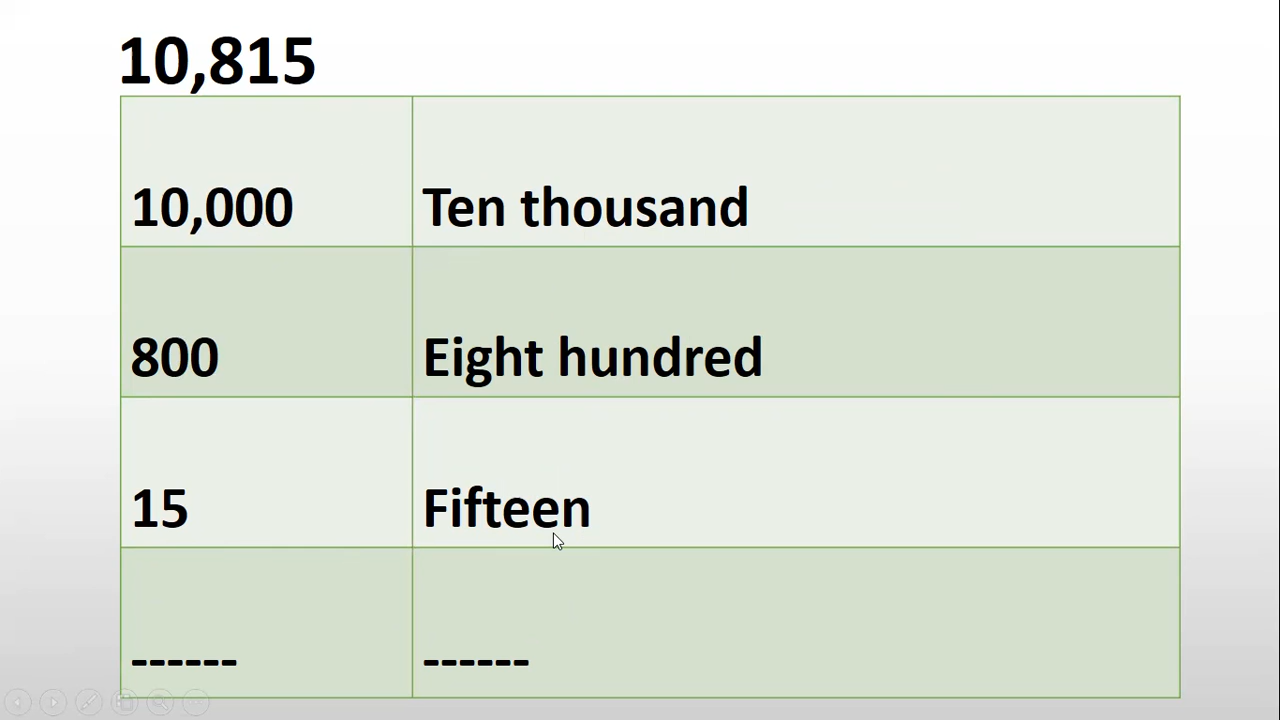 10,815
10,000 Ten thousand
800 Eight hundred
15 Fifteen
------ ------